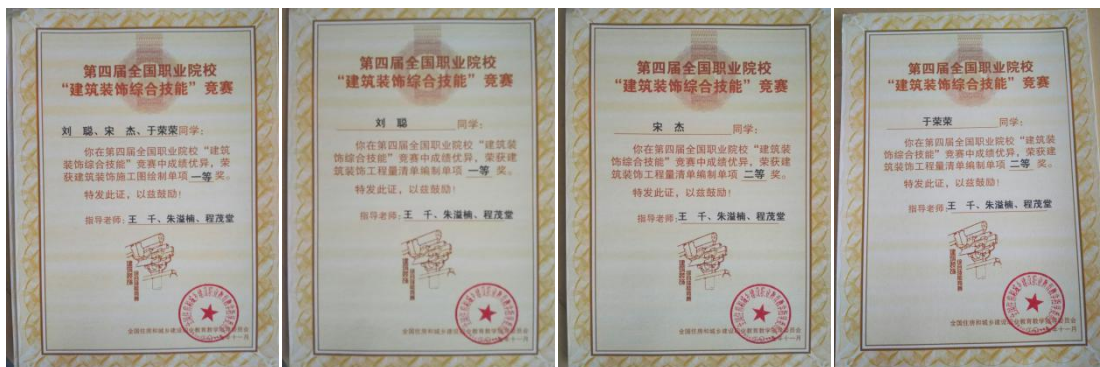 第四届全国职业院校
“建筑装饰综合技能”竞赛
刘 聪、宋 杰、于荣荣同学：
你在第四届全国职业院校“建筑装
饰综合技能”竞赛中成绩优异，荣
获建筑装饰施工图绘制单项 一等 奖。
特发此证，以兹鼓励！
指导老师：王 千、朱溢楠、程茂堂
第四届全国职业院校
“建筑装饰综合技能”竞赛
刘 聪 同学：
你在第四届全国职业院校“建筑装
饰综合技能”竞赛中成绩优异，荣获建
筑装饰工程量清单编制单项 一等 奖。
特发此证，以兹鼓励！
指导老师：王 千、朱溢楠、程茂堂
第四届全国职业院校
“建筑装饰综合技能”竞赛
宋 杰 同学：
你在第四届全国职业院校“建筑装
饰综合技能”竞赛中成绩优异，荣获建
筑装饰工程量清单编制单项 二等 奖。
特发此证，以兹鼓励！
指导老师：王 千、朱溢楠、程茂堂
第四届全国职业院校
“建筑装饰综合技能”竞赛
于荣荣 同学：
你在第四届全国职业院校“建筑装
饰综合技能”竞赛中成绩优异，荣获建
筑装饰工程量清单编制单项 二等 奖。
特发此证，以兹鼓励！
指导老师：王 千、朱溢楠、程茂堂